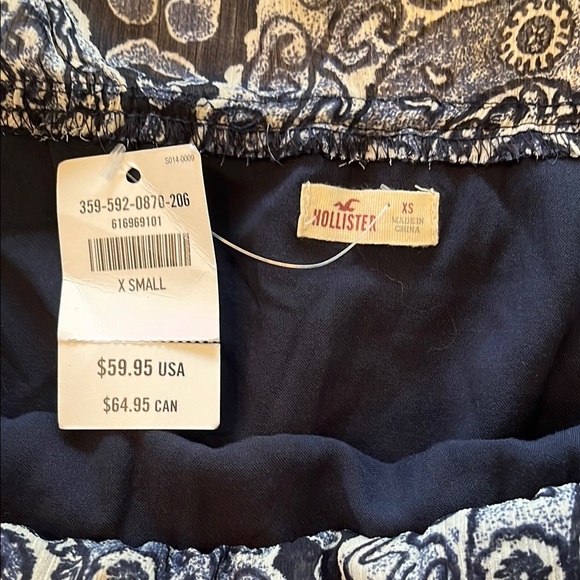 S014-0009
359-592-0870-206
616969101
X SMALL
$59.95 USA
$64.95 CAN
HOLLISTER
XS
MADE IN
CHINA